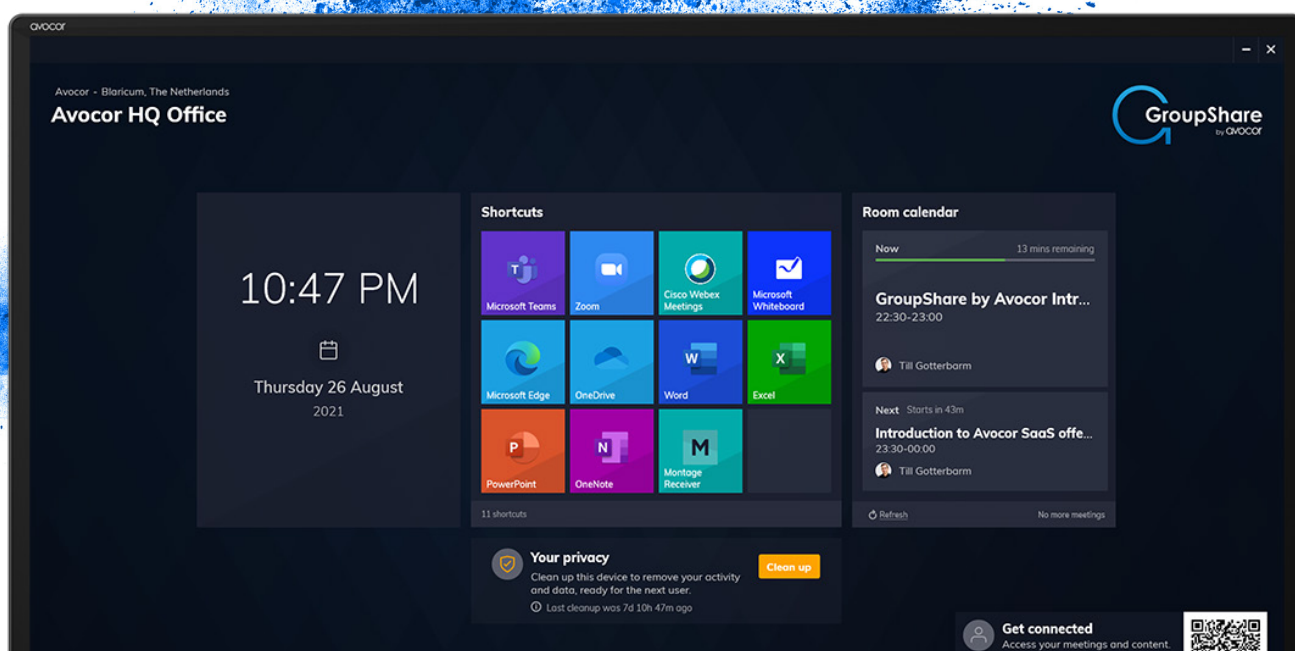 avocor
Avocor - Blaricum, The Netherlands
Avocor HQ Office
GroupShare
by avocor
10:47 PM
Thursday 26 August
2021
Shortcuts
Microsoft Teams
Zoom
Cisco Webex
Meetings
Microsoft
Whiteboard
Microsoft Edge
OneDrive
W
Word
X
Excel
P
PowerPoint
N
OneNote
M
Montage
Receiver
11 shortcuts
Room calendar
Now
13 mins remaining
GroupShare by Avocor Intr...
22:30-23:00
Till Gotterbarm
Next Starts in 43m
Introduction to Avocor SaaS offe...
23:30-00:00
Till Gotterbarm
Refresh
No more meetings
Your privacy
Clean up this device to remove your activity
and data, ready for the next user.
Last cleanup was 7d 10h 47m ago
Clean up
Get connected
Access your meetings and content.